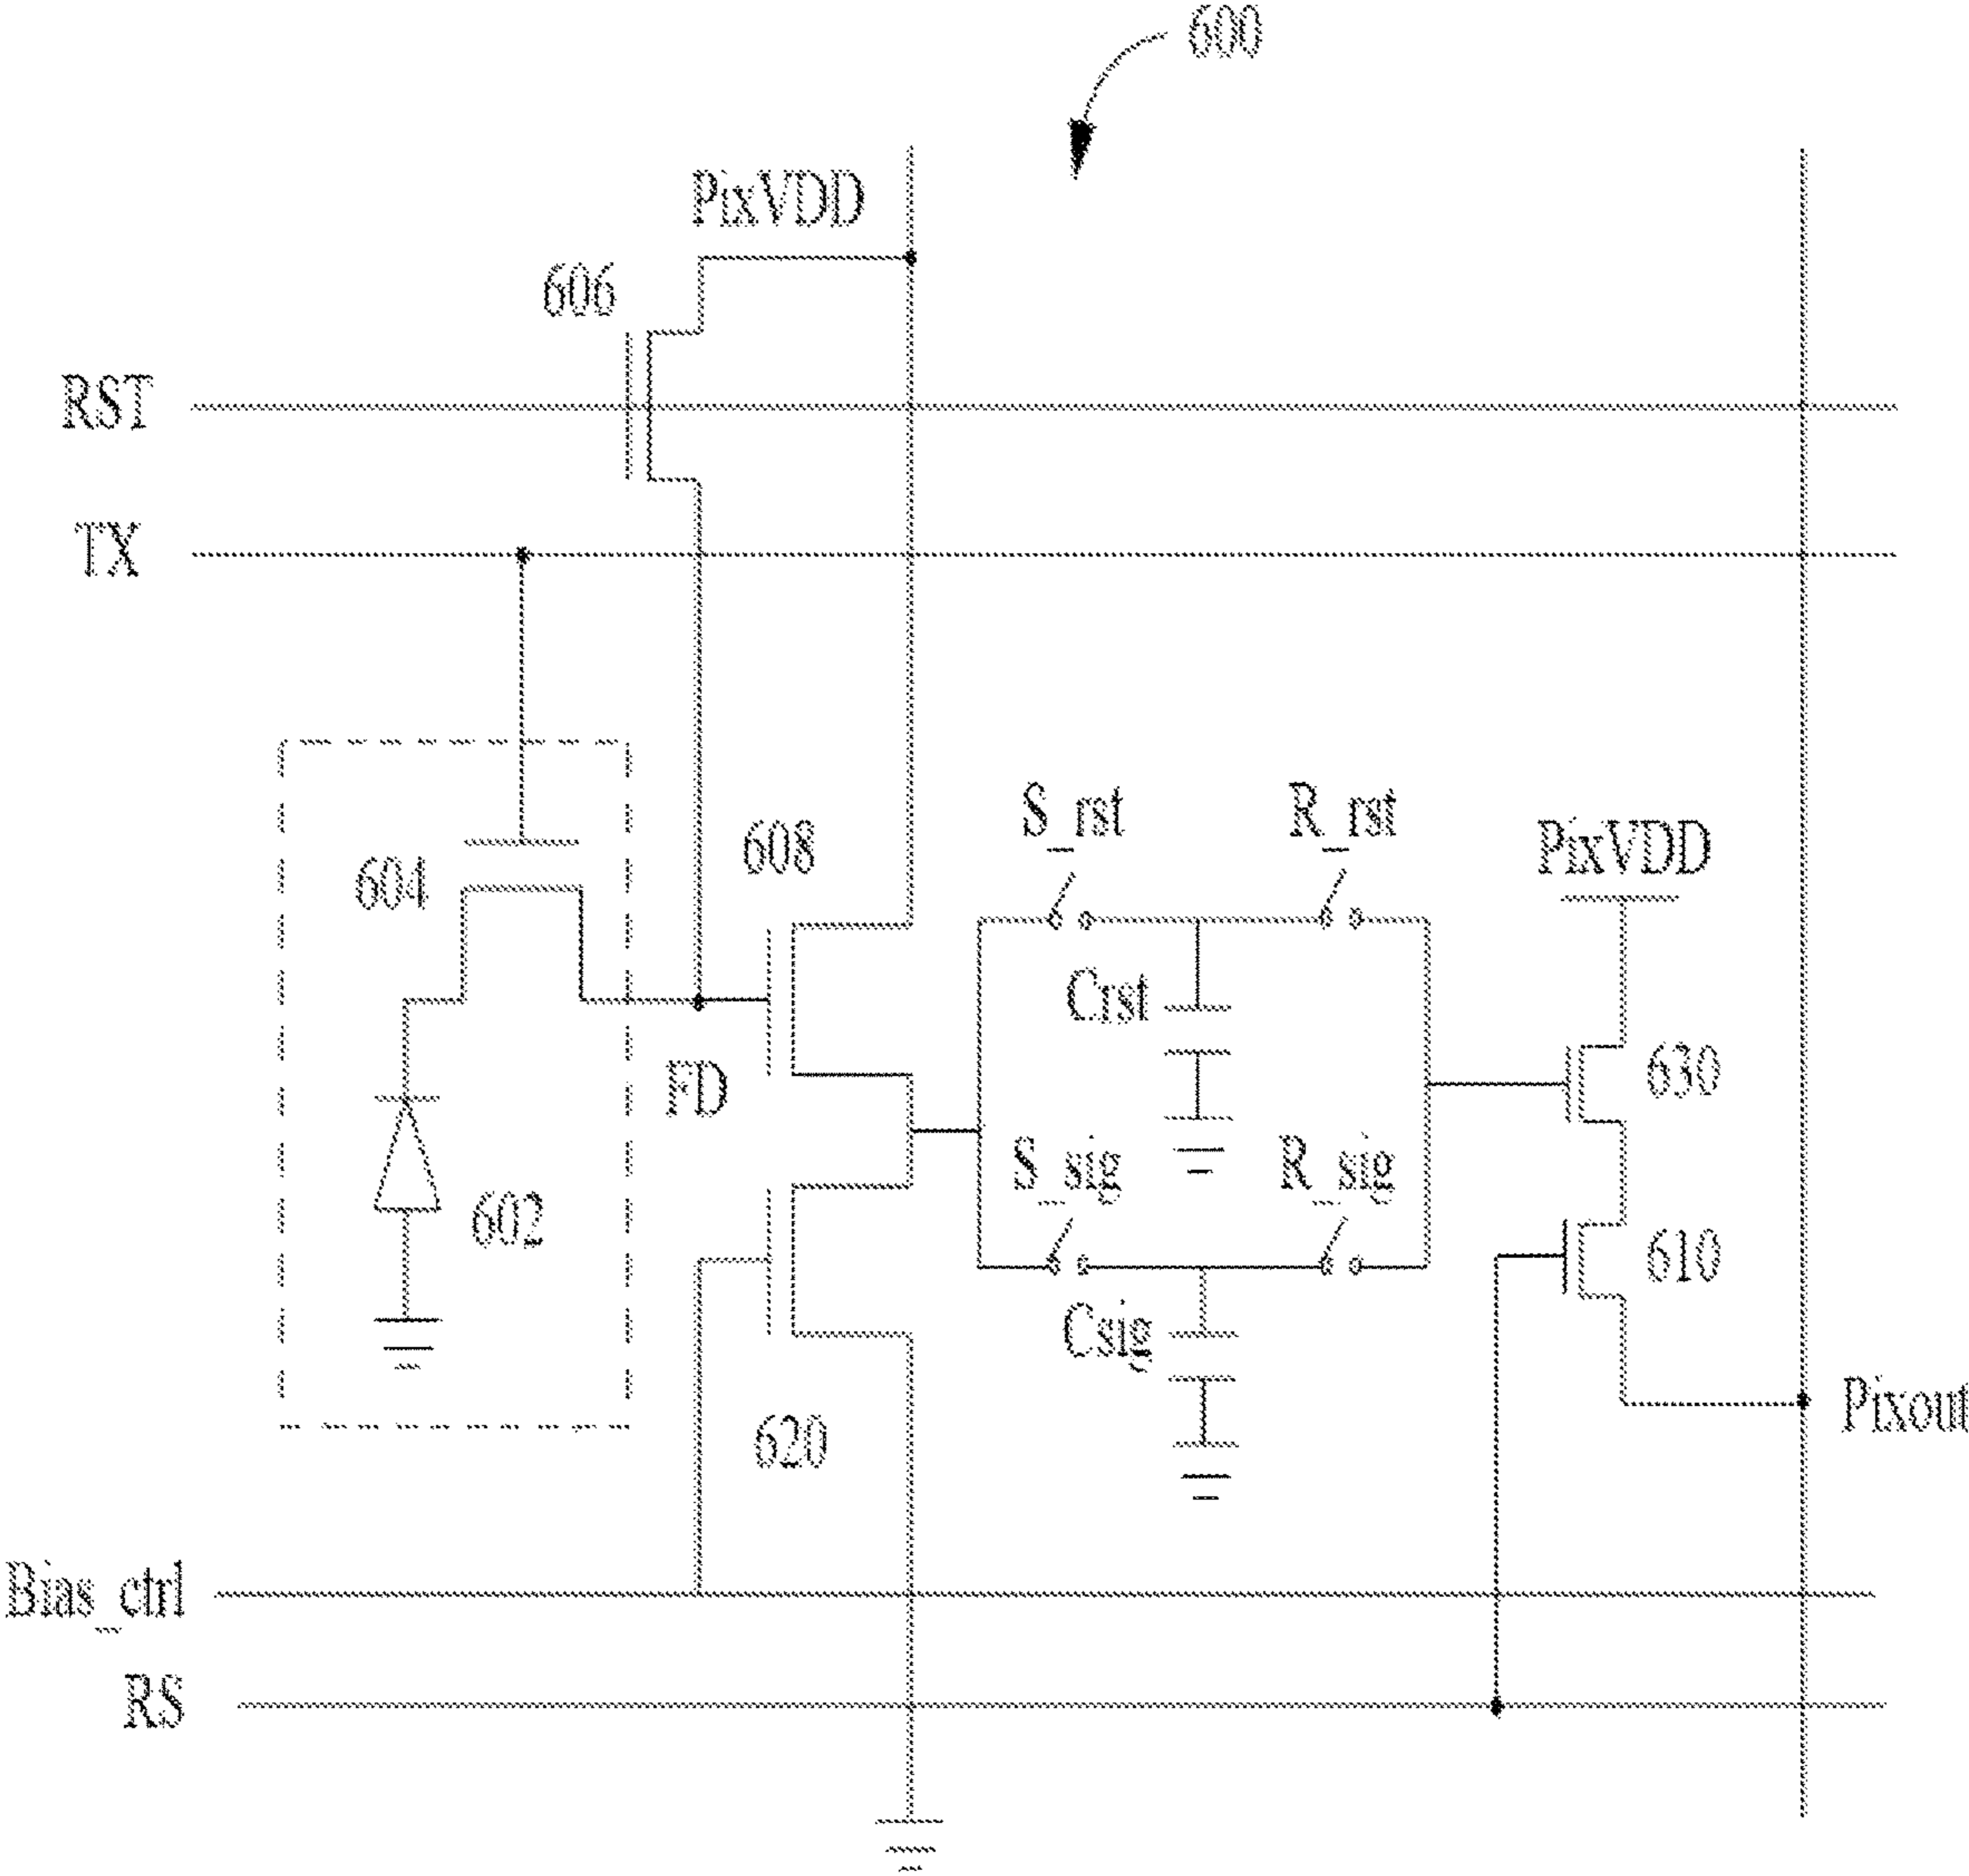 600
PixVDD
606
RST
TX
S_rst
R_rst
608
PixVDD
604
Crst
FD
630
S_sig
R_sig
602
610
Csig
Pixout
620
Bias_ctrl
RS